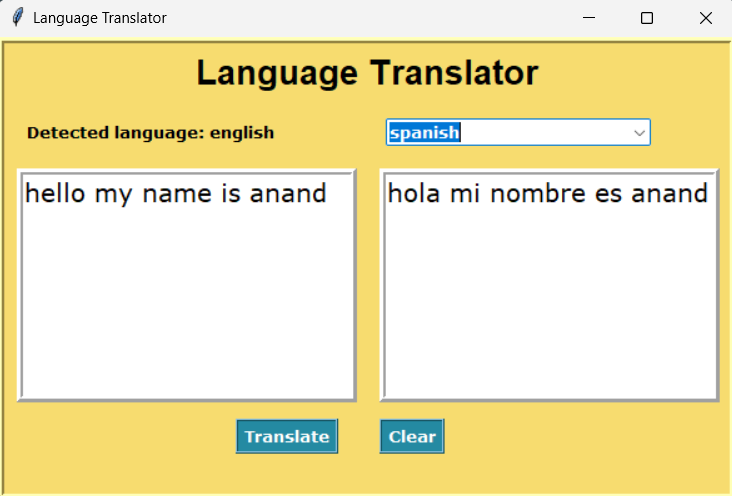 Language Translator
Language Translator
Detected language: english
spanish
hello my name is anand
hola mi nombre es anand
Translate
Clear